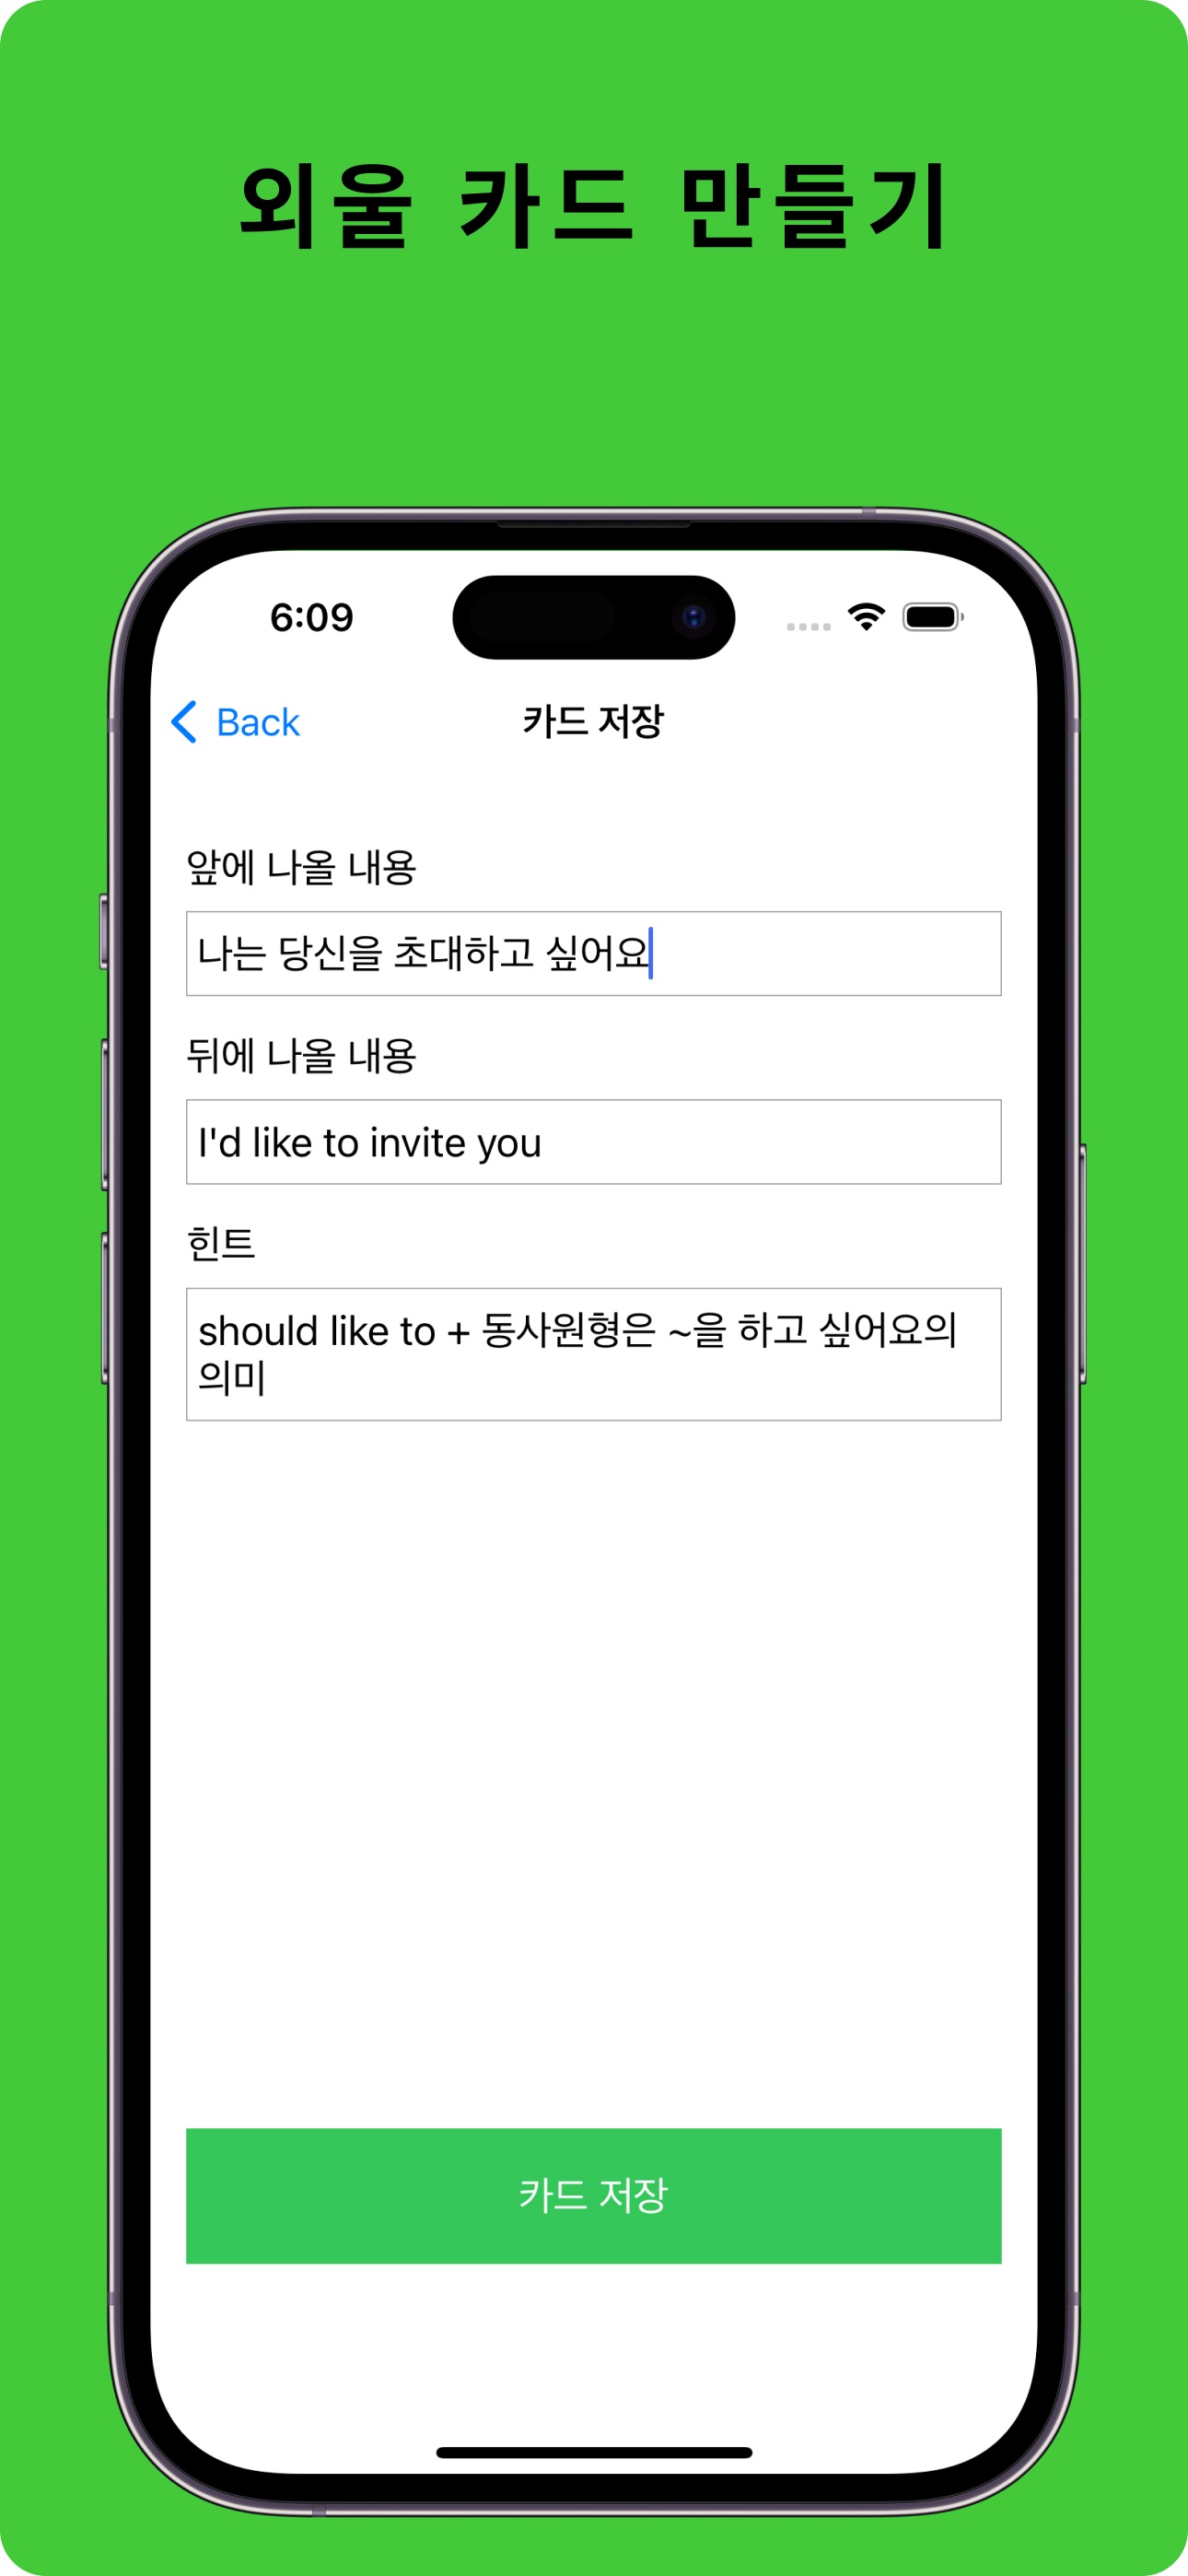 외울 카드 만들기
6:09
Back
카드 저장
앞에 나올 내용
나는 당신을 초대하고 싶어요
뒤에 나올 내용
I'd like to invite you
힌트
should like to + 동사원형은 ~을 하고 싶어요의
의미
카드 저장